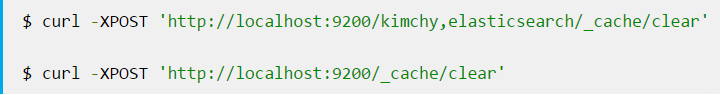 $ curl -XPOST 'http://localhost:9200/kimchy,elasticsearch/_cache/clear'
$ curl -XPOST 'http://localhost:9200/_cache/clear'